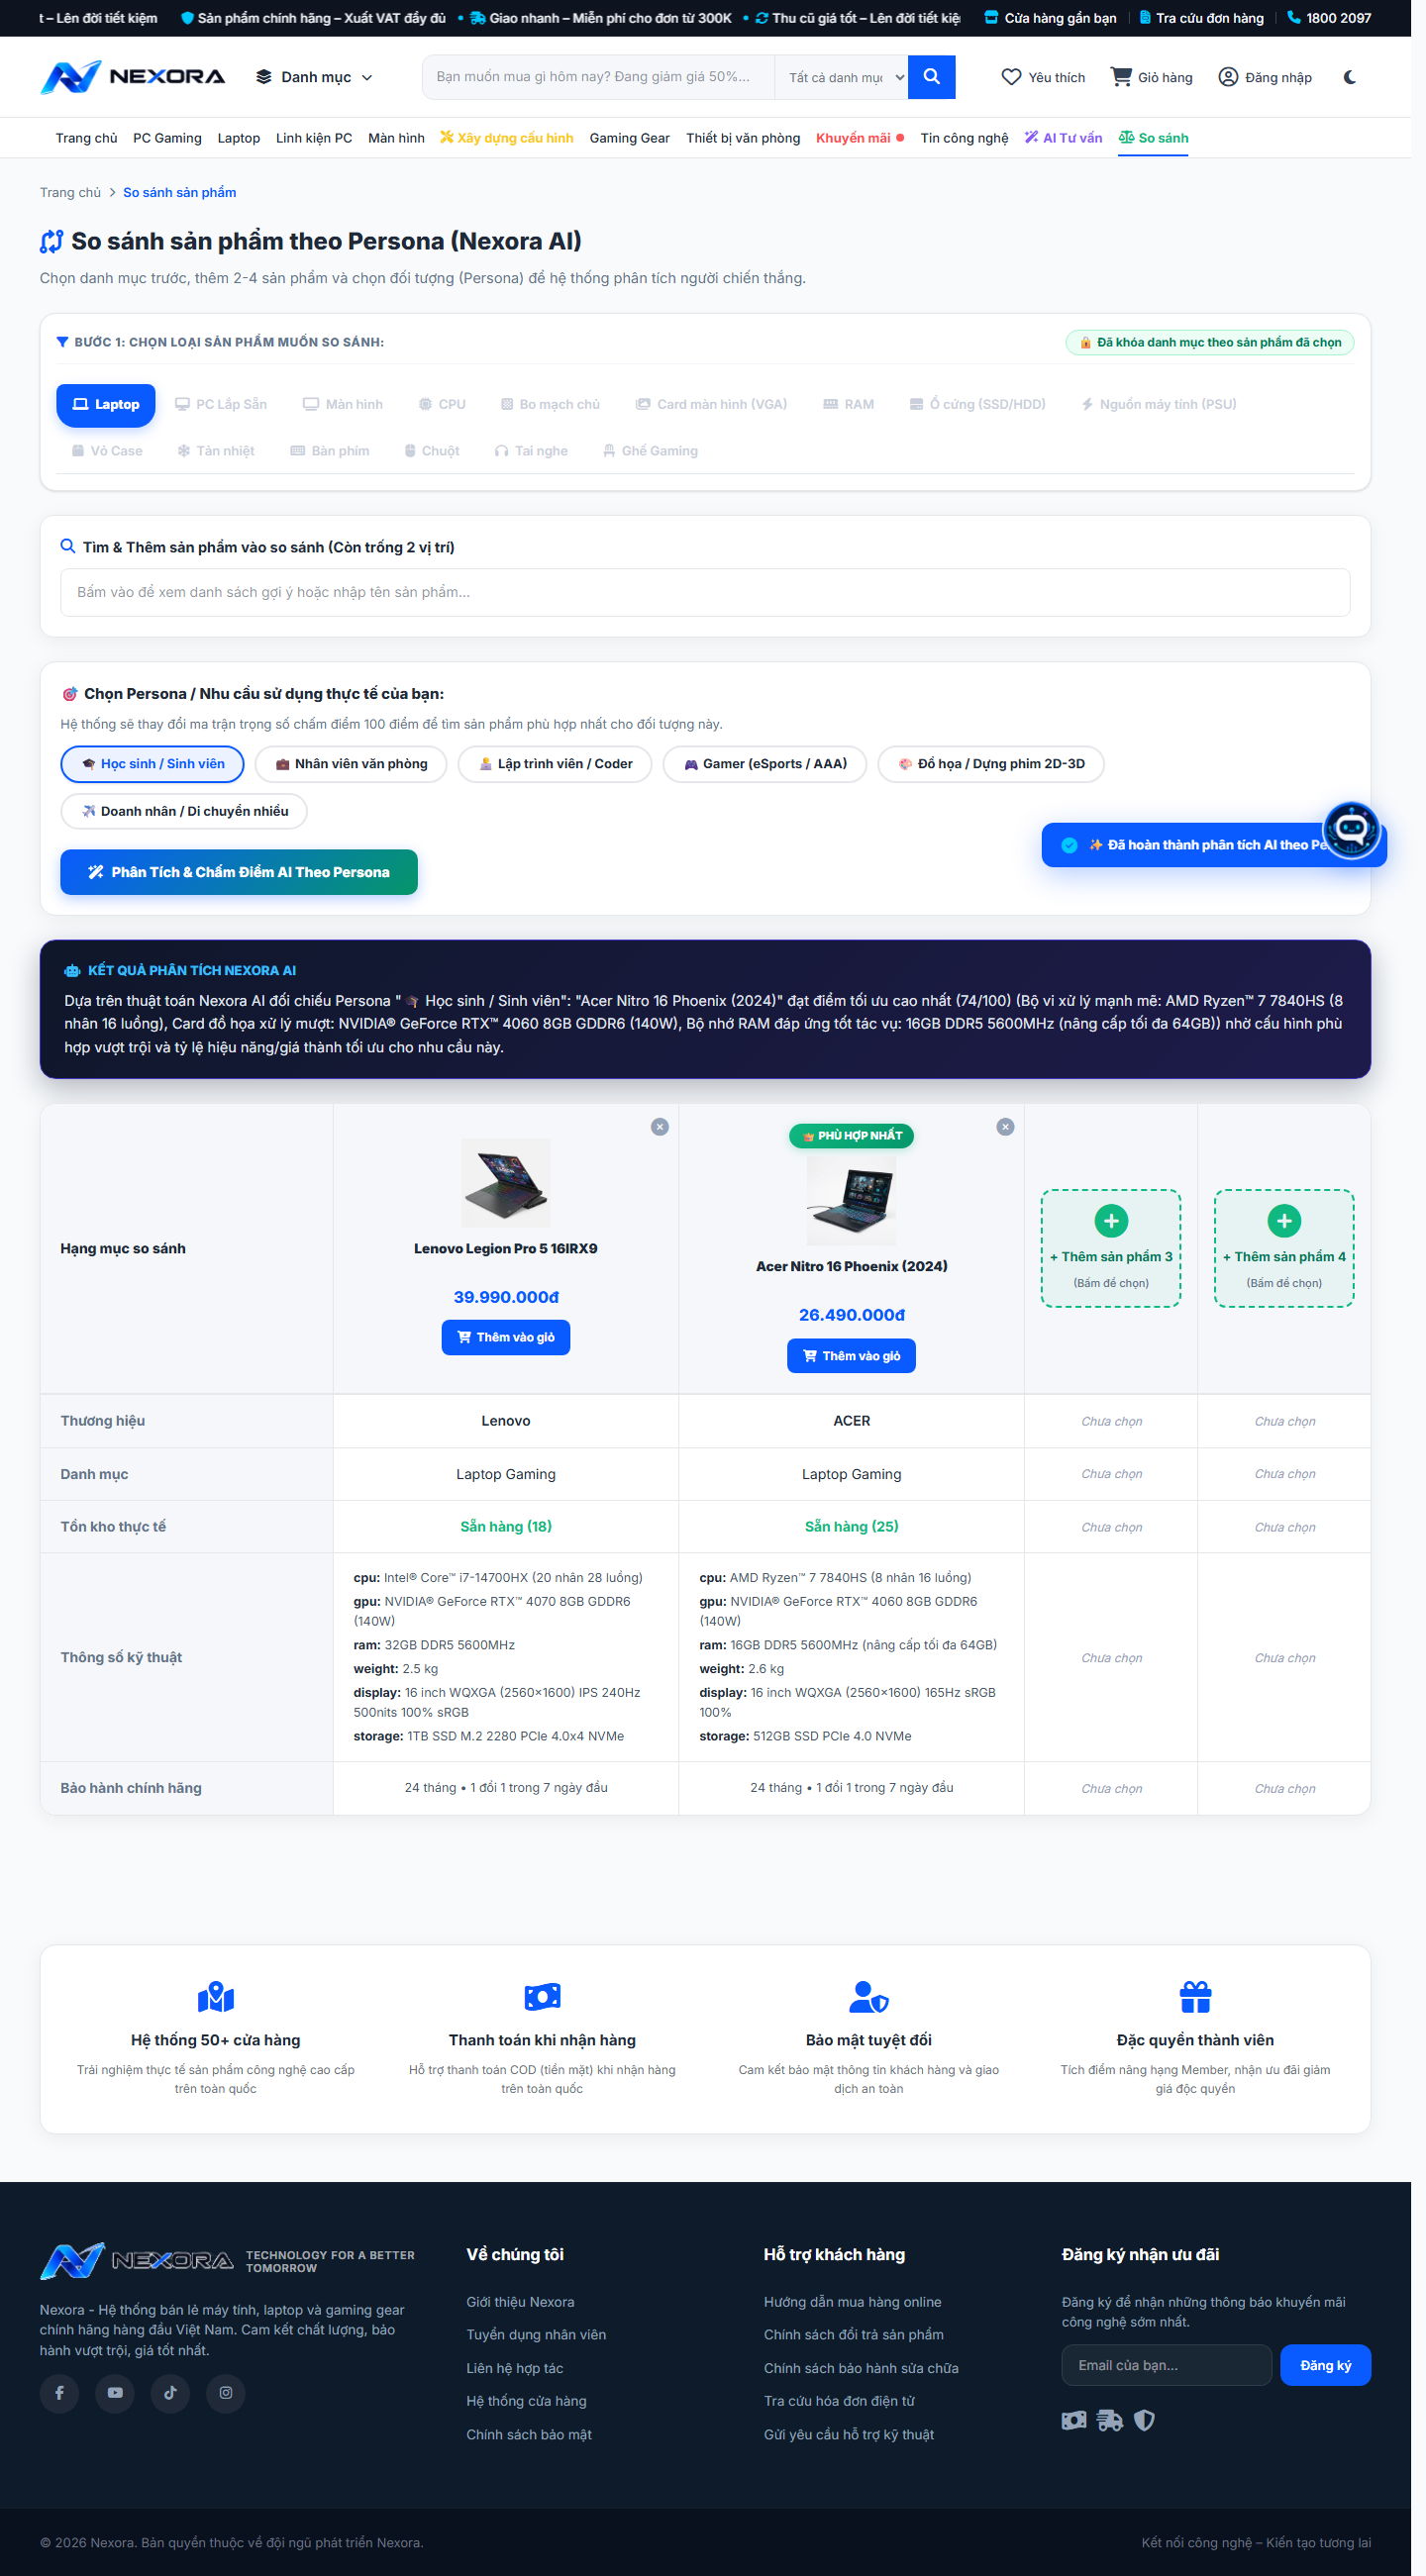 t – Lên đời tiết kiệm
Sản phẩm chính hãng – Xuất VAT đầy đủ
Giao nhanh – Miễn phí cho đơn từ 300K
Thu cũ giá tốt – Lên đời tiết kiệ
Cửa hàng gần bạn
Tra cứu đơn hàng
1800 2097
NEXORA
Danh mục
Bạn muốn mua gì hôm nay? Đang giảm giá 50%...
Tất cả danh mục
Yêu thích
Giỏ hàng
Đăng nhập
Trang chủ
PC Gaming
Laptop
Linh kiện PC
Màn hình
Xây dựng cấu hình
Gaming Gear
Thiết bị văn phòng
Khuyến mãi
Tin công nghệ
AI Tư vấn
So sánh
Trang chủ > So sánh sản phẩm
So sánh sản phẩm theo Persona (Nexora AI)
Chọn danh mục trước, thêm 2-4 sản phẩm và chọn đối tượng (Persona) để hệ thống phân tích người chiến thắng.
BƯỚC 1: CHỌN LOẠI SẢN PHẨM MUỐN SO SÁNH:
Đã khóa danh mục theo sản phẩm đã chọn
Laptop
PC Lắp Sẵn
Màn hình
CPU
Bo mạch chủ
Card màn hình (VGA)
RAM
Ổ cứng (SSD/HDD)
Nguồn máy tính (PSU)
Vỏ Case
Tản nhiệt
Bàn phím
Chuột
Tai nghe
Ghế Gaming
Tìm & Thêm sản phẩm vào so sánh (Còn trống 2 vị trí)
Bấm vào để xem danh sách gợi ý hoặc nhập tên sản phẩm...
Chọn Persona / Nhu cầu sử dụng thực tế của bạn:
Hệ thống sẽ thay đổi ma trận trọng số chấm điểm 100 điểm để tìm sản phẩm phù hợp nhất cho đối tượng này.
Học sinh / Sinh viên
Nhân viên văn phòng
Lập trình viên / Coder
Gamer (eSports / AAA)
Đồ họa / Dựng phim 2D-3D
Doanh nhân / Di chuyển nhiều
✨ Đã hoàn thành phân tích AI theo Pe
Phân Tích & Chấm Điểm AI Theo Persona
KẾT QUẢ PHÂN TÍCH NEXORA AI
Dựa trên thuật toán Nexora AI đối chiếu Persona "🎓 Học sinh / Sinh viên": "Acer Nitro 16 Phoenix (2024)" đạt điểm tối ưu cao nhất (74/100) (Bộ vi xử lý mạnh mẽ: AMD Ryzen™ 7 7840HS (8
nhân 16 luồng), Card đồ họa xử lý mượt: NVIDIA® GeForce RTX™ 4060 8GB GDDR6 (140W), Bộ nhớ RAM đáp ứng tốt tác vụ: 16GB DDR5 5600MHz (nâng cấp tối đa 64GB)) nhờ cấu hình phù
hợp vượt trội và tỷ lệ hiệu năng/giá thành tối ưu cho nhu cầu này.
Hạng mục so sánh
Lenovo Legion Pro 5 16IRX9
39.990.000đ
Thêm vào giỏ
PHÙ HỢP NHẤT
Acer Nitro 16 Phoenix (2024)
26.490.000đ
Thêm vào giỏ
+ Thêm sản phẩm 3
(Bấm để chọn)
+ Thêm sản phẩm 4
(Bấm để chọn)
Thương hiệu
Lenovo
ACER
Chưa chọn
Chưa chọn
Danh mục
Laptop Gaming
Laptop Gaming
Chưa chọn
Chưa chọn
Tồn kho thực tế
Sẵn hàng (18)
Sẵn hàng (25)
Chưa chọn
Chưa chọn
Thông số kỹ thuật
cpu: Intel® Core™ i7-14700HX (20 nhân 28 luồng)
gpu: NVIDIA® GeForce RTX™ 4070 8GB GDDR6
(140W)
ram: 32GB DDR5 5600MHz
weight: 2.5 kg
display: 16 inch WQXGA (2560x1600) IPS 240Hz
500nits 100% sRGB
storage: 1TB SSD M.2 2280 PCIe 4.0x4 NVMe
cpu: AMD Ryzen™ 7 7840HS (8 nhân 16 luồng)
gpu: NVIDIA® GeForce RTX™ 4060 8GB GDDR6
(140W)
ram: 16GB DDR5 5600MHz (nâng cấp tối đa 64GB)
weight: 2.6 kg
display: 16 inch WQXGA (2560x1600) 165Hz sRGB
100%
storage: 512GB SSD PCIe 4.0 NVMe
Chưa chọn
Chưa chọn
Bảo hành chính hãng
24 tháng • 1 đổi 1 trong 7 ngày đầu
24 tháng • 1 đổi 1 trong 7 ngày đầu
Chưa chọn
Chưa chọn
Hệ thống 50+ cửa hàng
Trải nghiệm thực tế sản phẩm công nghệ cao cấp
trên toàn quốc
Thanh toán khi nhận hàng
Hỗ trợ thanh toán COD (tiền mặt) khi nhận hàng
trên toàn quốc
Bảo mật tuyệt đối
Cam kết bảo mật thông tin khách hàng và giao
dịch an toàn
Đặc quyền thành viên
Tích điểm nâng hạng Member, nhận ưu đãi giảm
giá độc quyền
NEXORA
TECHNOLOGY FOR A BETTER
TOMORROW
Nexora - Hệ thống bán lẻ máy tính, laptop và gaming gear
chính hãng hàng đầu Việt Nam. Cam kết chất lượng, bảo
hành vượt trội, giá tốt nhất.
Về chúng tôi
Giới thiệu Nexora
Tuyển dụng nhân viên
Liên hệ hợp tác
Hệ thống cửa hàng
Chính sách bảo mật
Hỗ trợ khách hàng
Hướng dẫn mua hàng online
Chính sách đổi trả sản phẩm
Chính sách bảo hành sửa chữa
Tra cứu hóa đơn điện tử
Gửi yêu cầu hỗ trợ kỹ thuật
Đăng ký nhận ưu đãi
Đăng ký để nhận những thông báo khuyến mãi
công nghệ sớm nhất.
Email của bạn...
Đăng ký
© 2026 Nexora. Bản quyền thuộc về đội ngũ phát triển Nexora.
Kết nối công nghệ – Kiến tạo tương lai